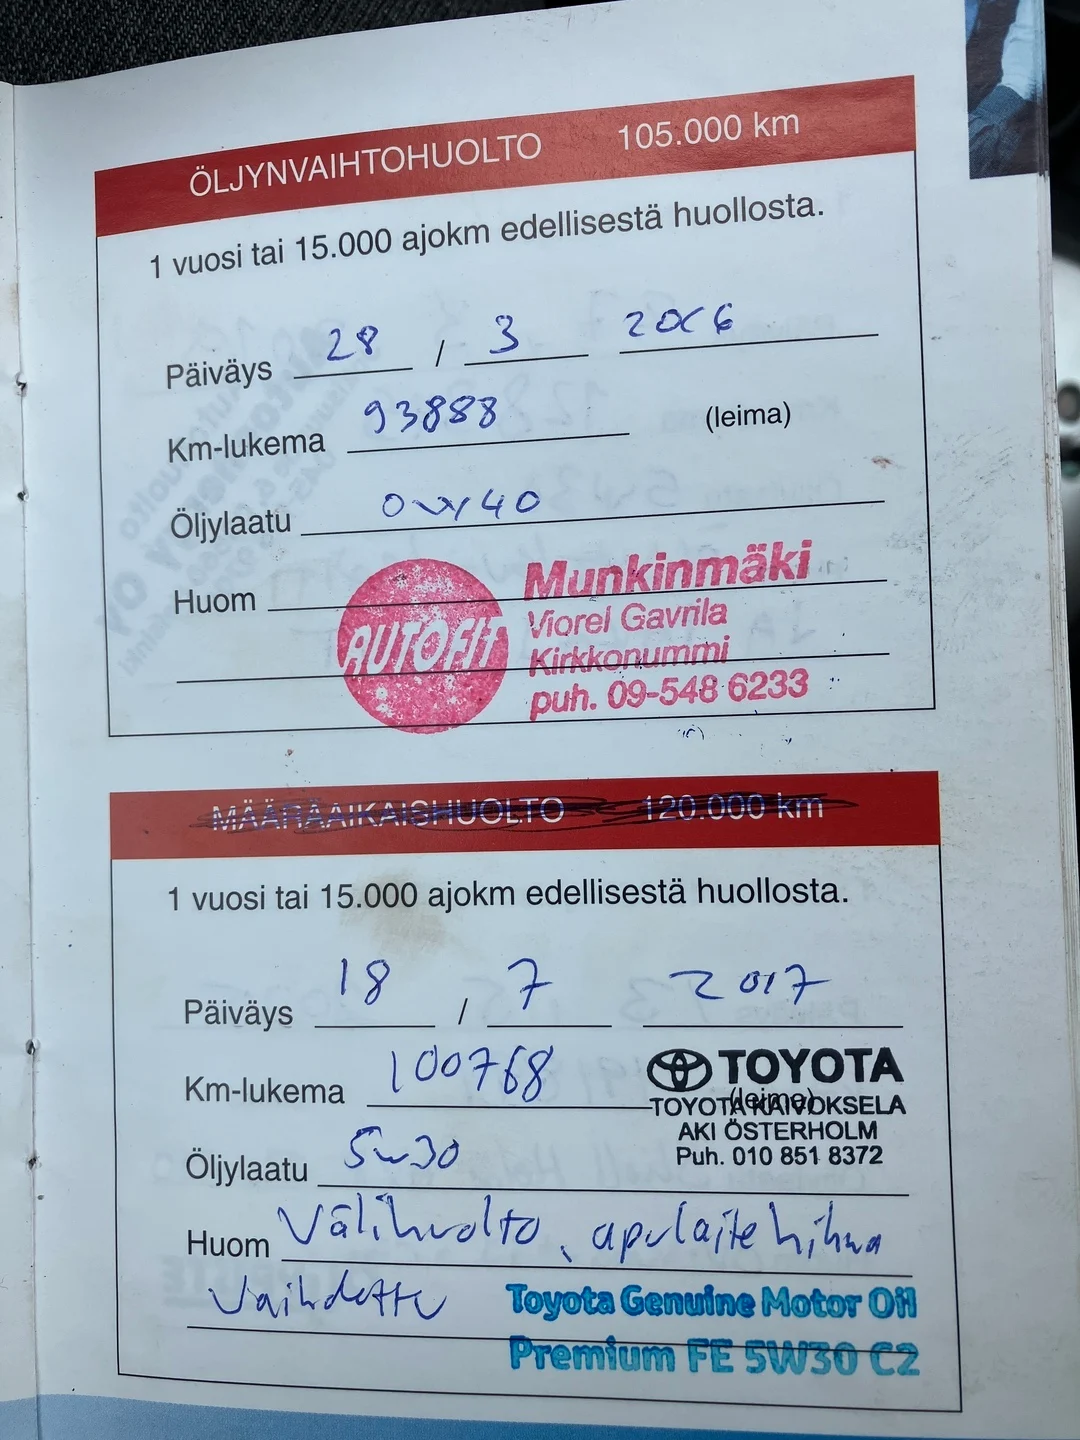 ÖLJYNVAIHTOHUOLTO 105.000 km
1 vuosi tai 15.000 ajokm edellisestä huollosta.
Päiväys 28 / 3 2016
Km-lukema 93888 (leima)
Öljylaatu 0w40
Huom
AUTOFIT
Munkinmäki
Viorel Gavrila
Kirkkonummi
puh. 09-548 6233
MÄÄRÄAIKAISHUOLTO 120.000 km
1 vuosi tai 15.000 ajokm edellisestä huollosta.
Päiväys 18 / 7 2017
Km-lukema 100768 (leima)
TOYOTA
TOYOTA KAIVOKSELA
AKI ÖSTERHOLM
Puh. 010 851 8372
Öljylaatu 5w30
Huom Välihuolto, apulaitehihna
vaihdettu
Toyota Genuine Motor Oil
Premium FE 5W30 C2